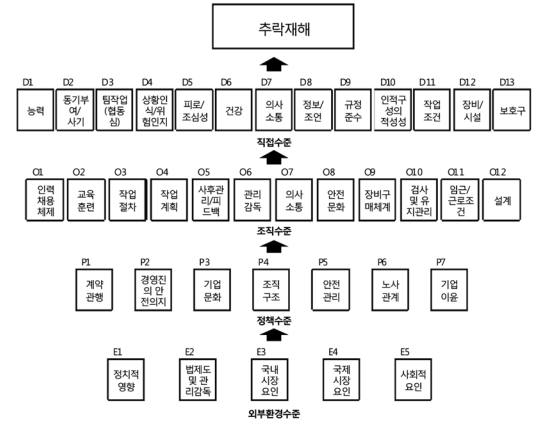 추락재해
D1 D2 D3 D4 D5 D6 D7 D8 D9 D10 D11 D12 D13
능력
동기부
여/
사기
팀작업
(협동
심)
상황인
식/위
험인지
피로/
조심성
건강
의사
소통
정보/
조언
규정
준수
인적구
성의
적성성
작업
조건
장비/
시설
보호구
직접수준
O1 O2 O3 O4 O5 O6 O7 O8 O9 O10 O11 O12
인력
채용
체제
교육
훈련
작업
절차
작업
계획
사후관
리/피
드백
관리
감독
의사
소통
안전
문화
장비구
매체계
검사
및 유
지관리
임근/
근로조
건
설계
조직수준
P1 P2 P3 P4 P5 P6 P7
계약
관행
경영진
의 안
전의지
기업
문화
조직
구조
안전
관리
노사
관계
기업
이윤
정책수준
E1 E2 E3 E4 E5
정치적
영향
법제도
및 관
리감독
국내
시장
요인
국제
시장
요인
사회적
요인
외부환경수준